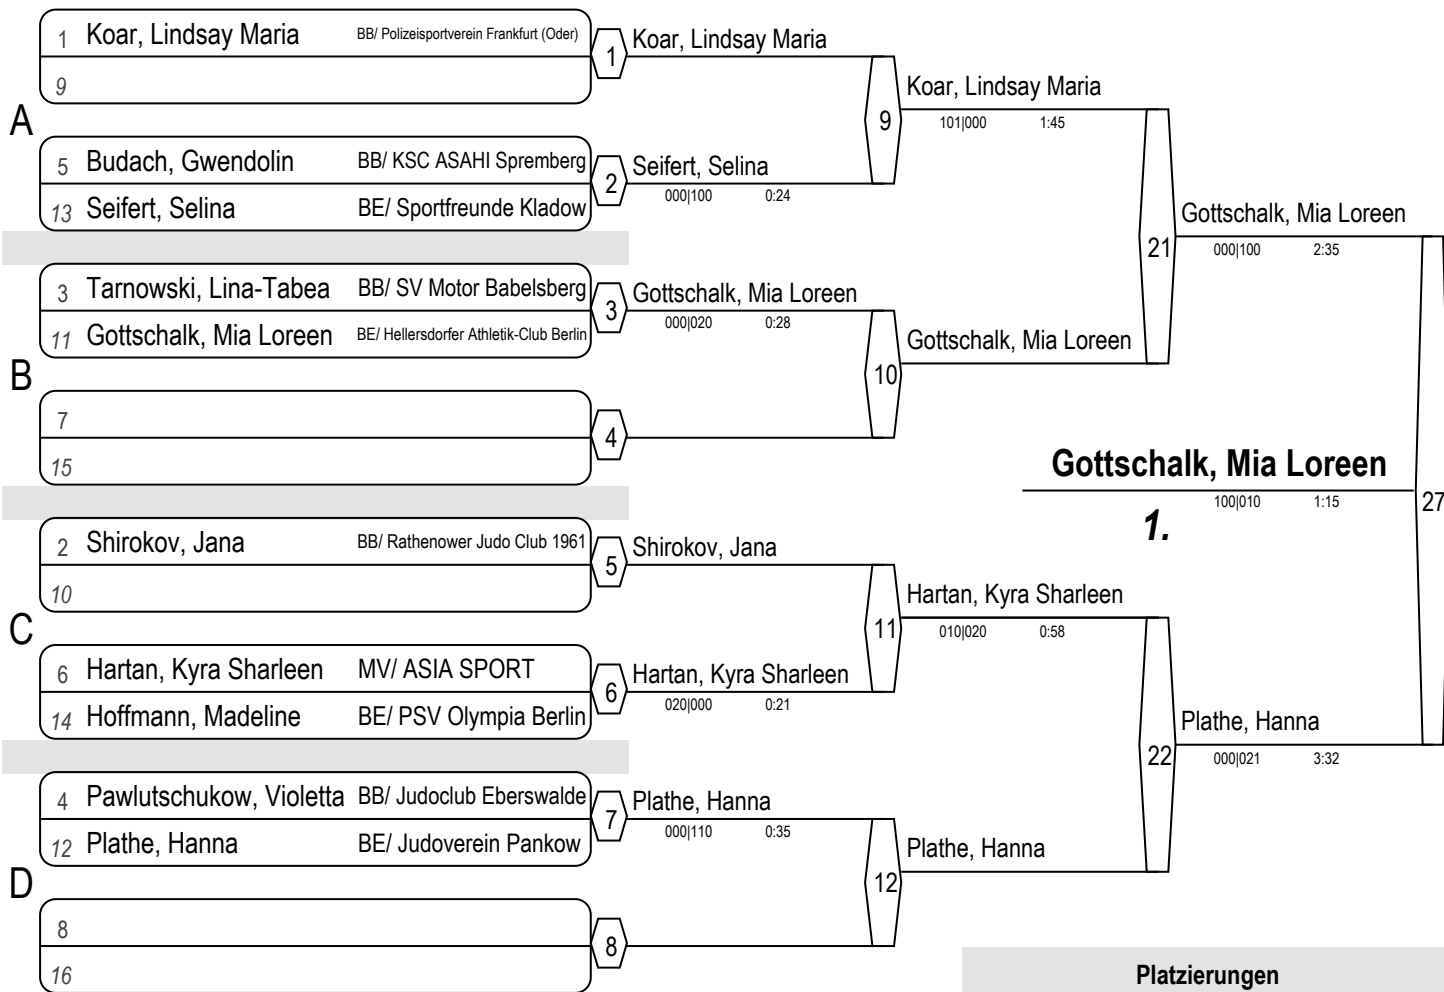 1 Koar, Lindsay Maria BB/ Polizeisportverein Frankfurt (Oder)
9
1
Koar, Lindsay Maria
A
5 Budach, Gwendolin BB/ KSC ASAHI Spremberg
13 Seifert, Selina BE/ Sportfreunde Kladow
2
Seifert, Selina
000|100 0:24
9
Koar, Lindsay Maria
101|000 1:45
3 Tarnowski, Lina-Tabea BB/ SV Motor Babelsberg
11 Gottschalk, Mia Loreen BE/ Hellersdorfer Athletik-Club Berlin
3
Gottschalk, Mia Loreen
000|020 0:28
B
7
15
4
10
Gottschalk, Mia Loreen
21
Gottschalk, Mia Loreen
000|100 2:35
Gottschalk, Mia Loreen
100|010 1:15
1.
27
2 Shirokov, Jana BB/ Rathenower Judo Club 1961
10
5
Shirokov, Jana
C
6 Hartan, Kyra Sharleen MV/ ASIA SPORT
14 Hoffmann, Madeline BE/ PSV Olympia Berlin
6
Hartan, Kyra Sharleen
020|000 0:21
11
Hartan, Kyra Sharleen
010|020 0:58
4 Pawlutschukow, Violetta BB/ Judoclub Eberswalde
12 Plathe, Hanna BE/ Judoverein Pankow
7
Plathe, Hanna
000|110 0:35
D
8
16
8
12
Plathe, Hanna
22
Plathe, Hanna
000|021 3:32
Platzierungen